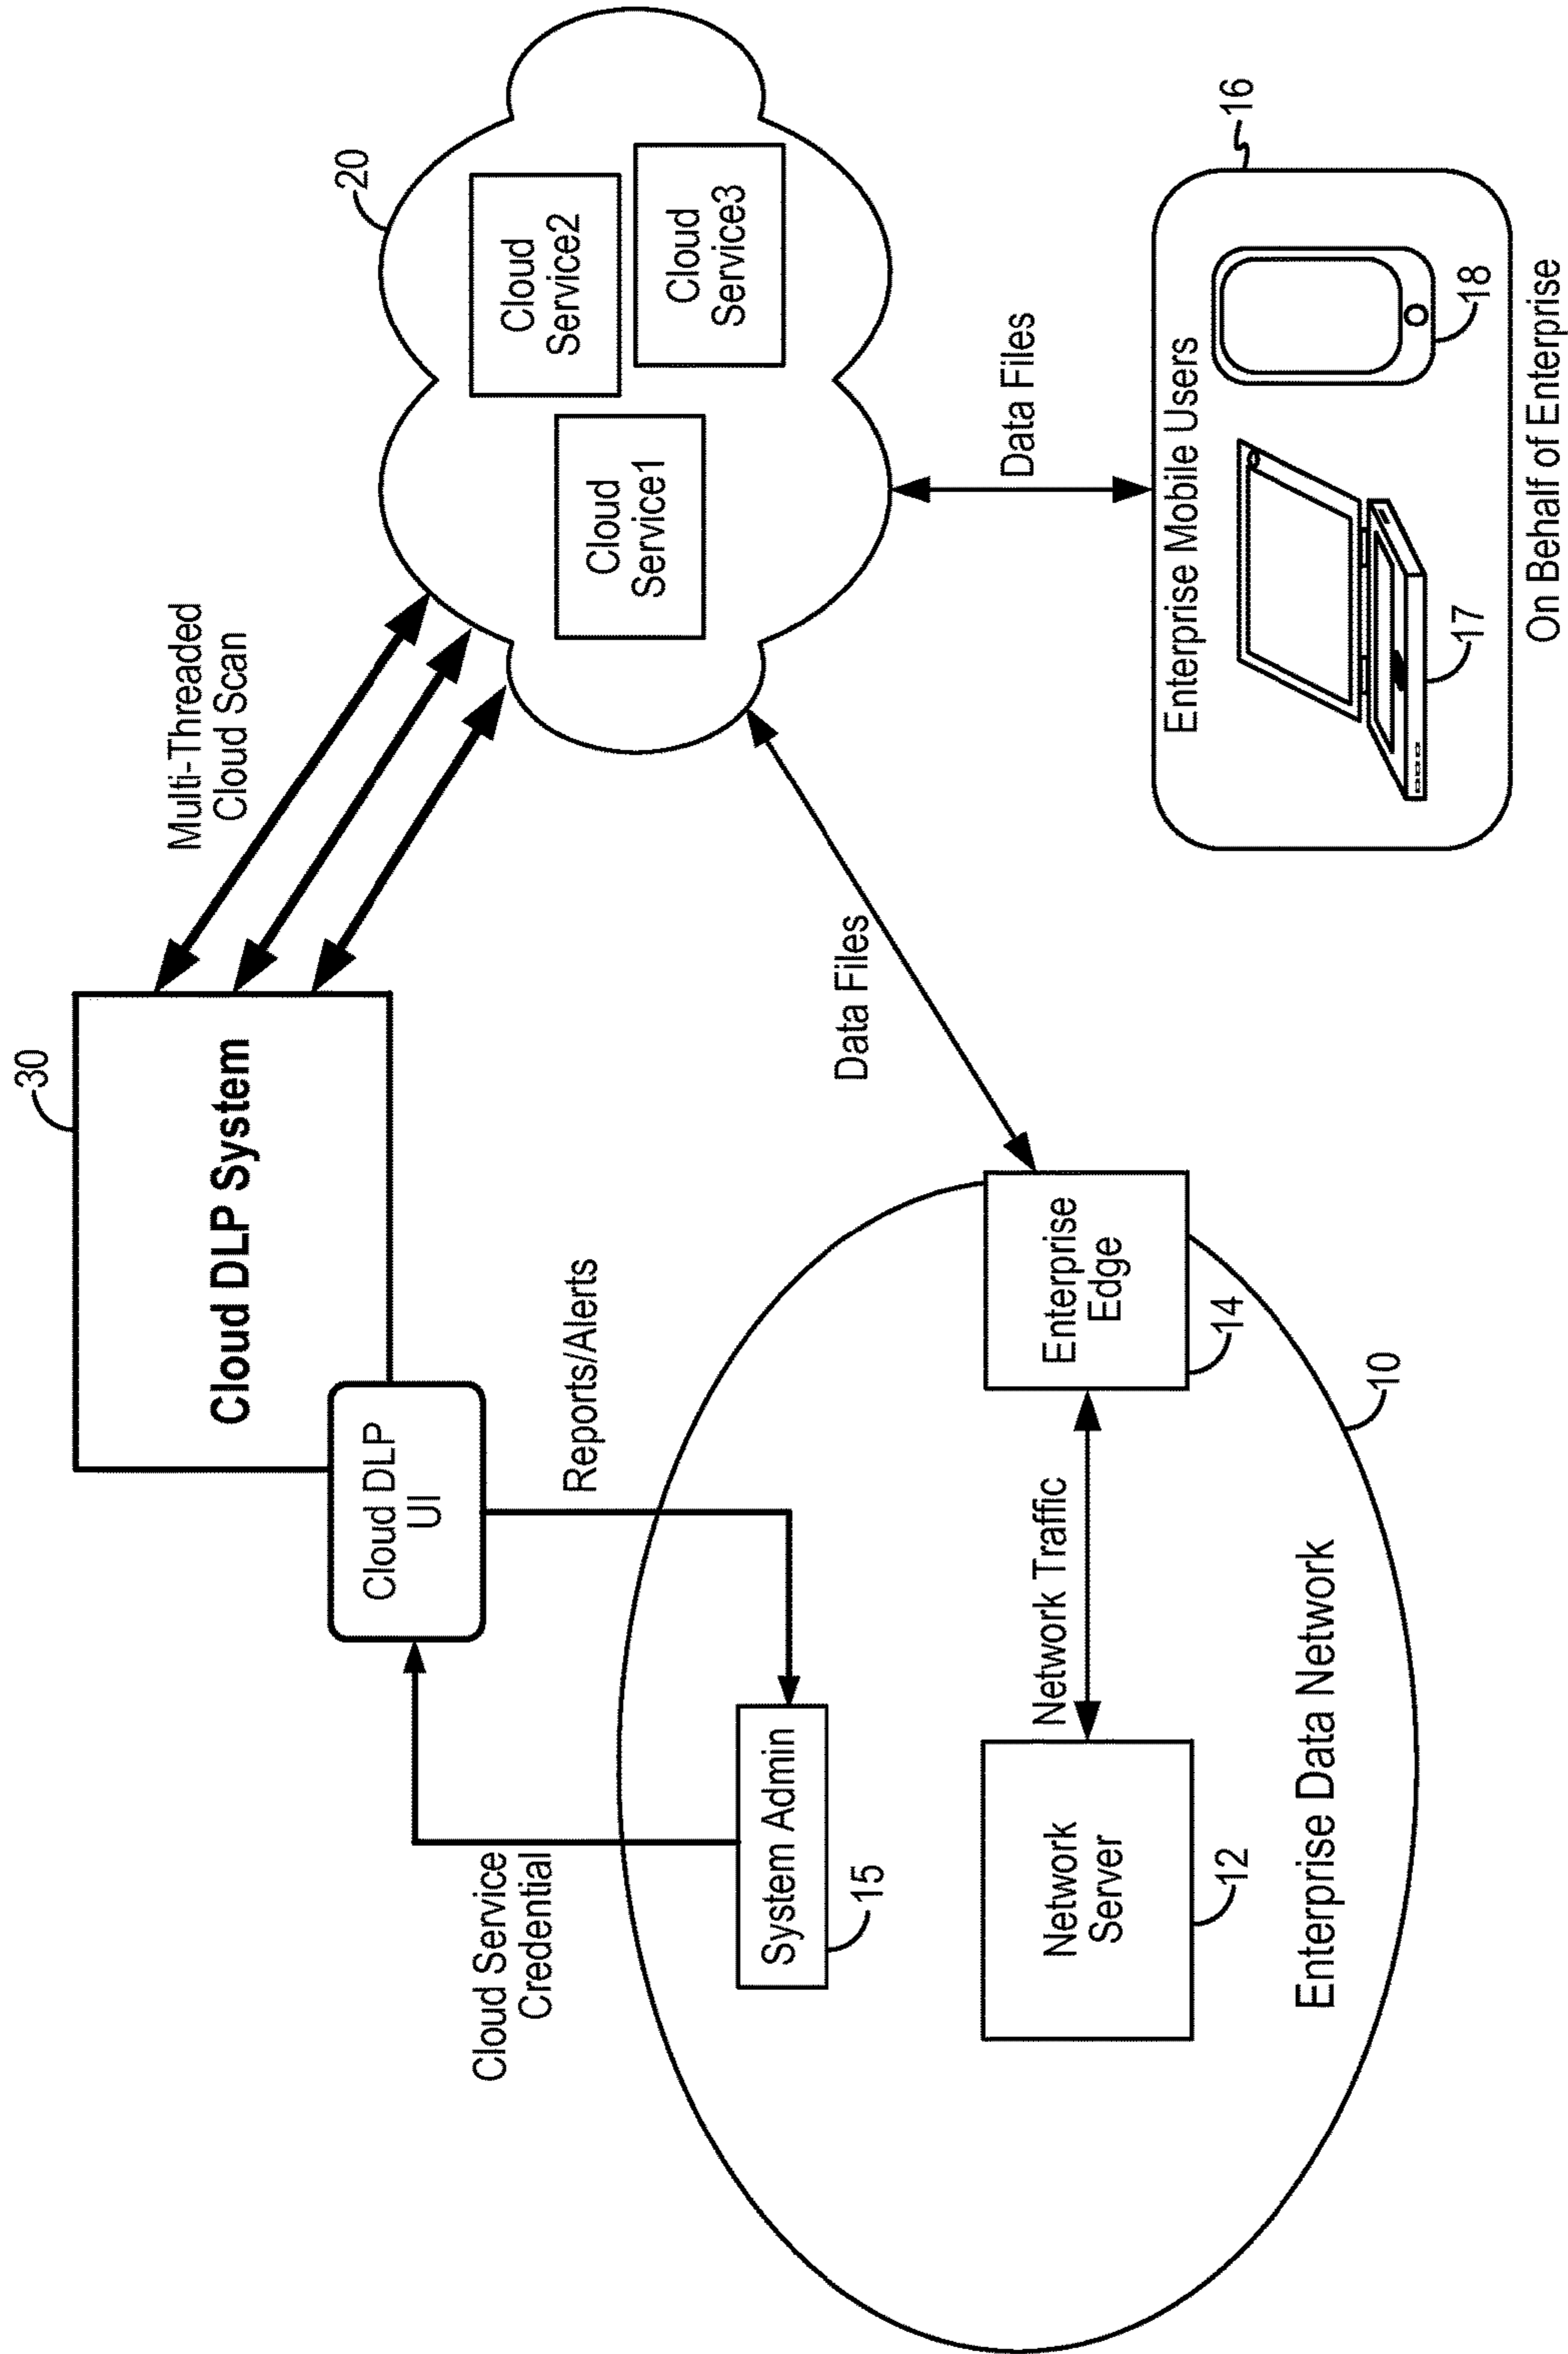 30
Cloud DLP System
Cloud DLP
UI
Multi-Threaded
Cloud Scan
20
Cloud
Service1
Cloud
Service2
Cloud
Service3
Cloud Service
Credential
Reports/Alerts
System Admin
15
Data Files
Data Files
Network
Server
12
Network Traffic
Enterprise
Edge
14
Enterprise Data Network
10
16
Enterprise Mobile Users
17
18
On Behalf of Enterprise